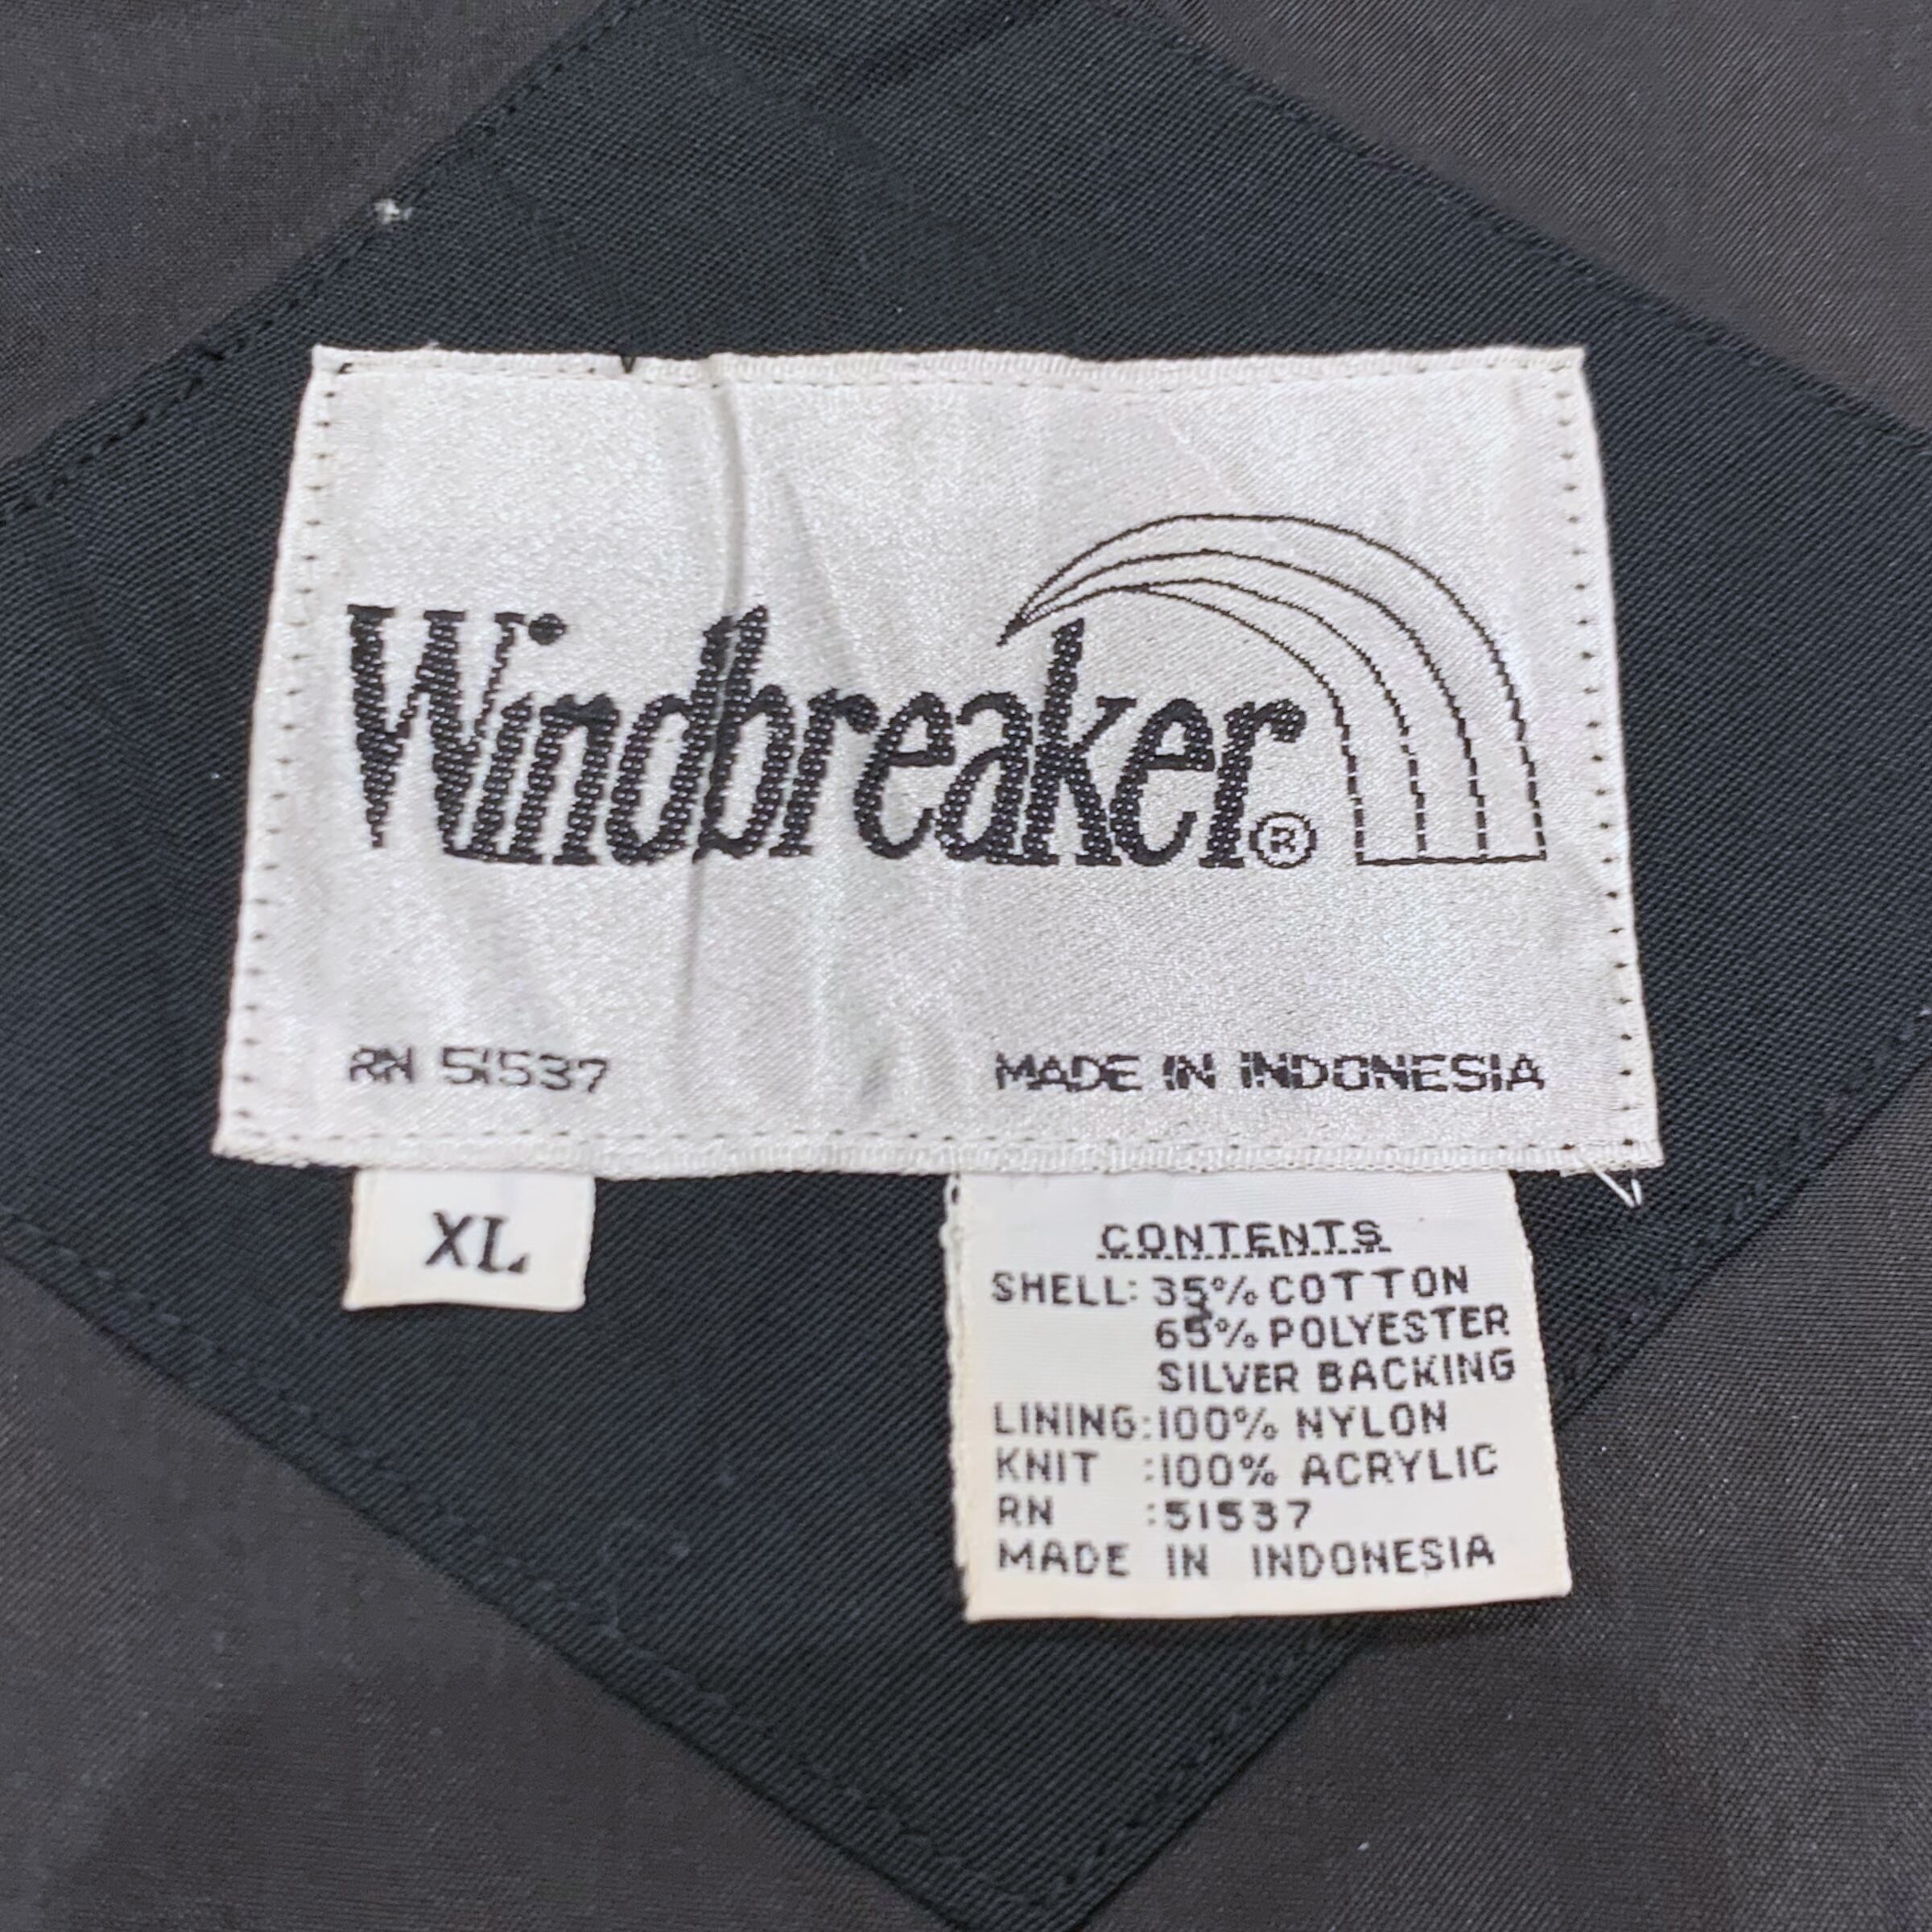 Windbreaker®
RN 51537 MADE IN INDONESIA
XL
CONTENTS
SHELL: 35% COTTON
65% POLYESTER
SILVER BACKING
LINING: 100% NYLON
KNIT : 100% ACRYLIC
RN : 51537
MADE IN INDONESIA